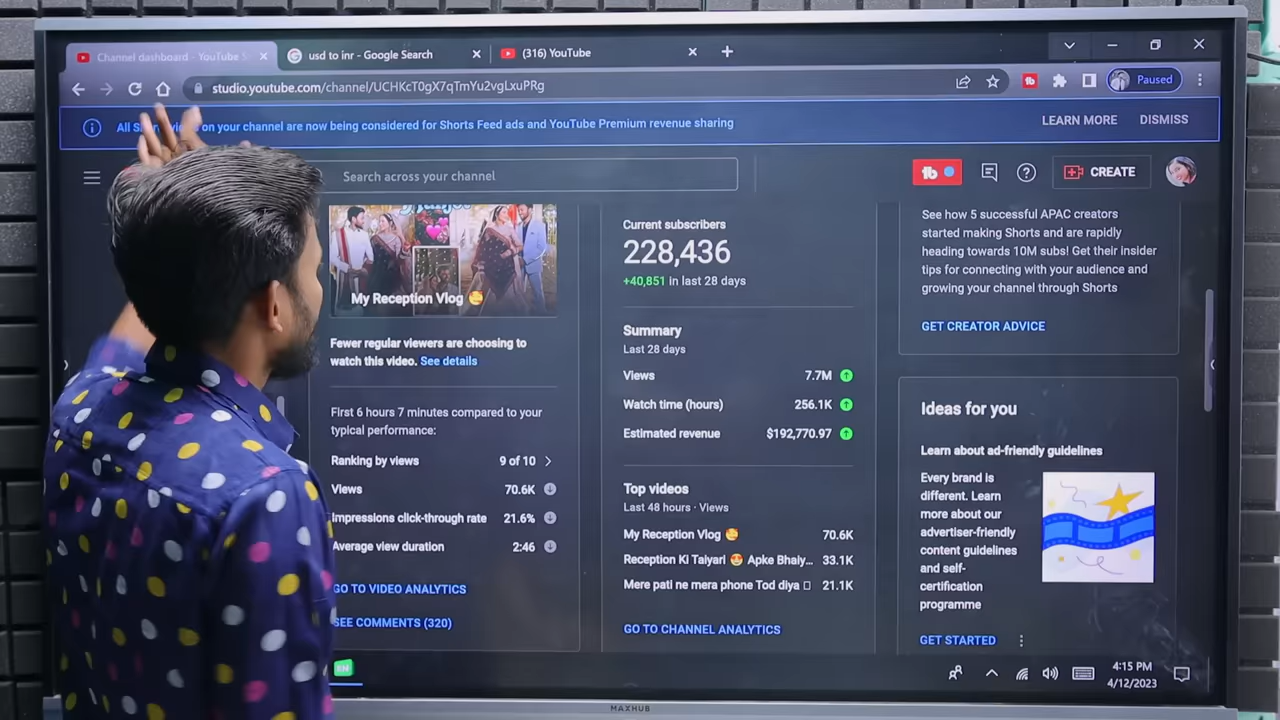 Channel dashboard - YouTube S
usd to inr - Google Search
(316) YouTube
studio.youtube.com/channel/UCHKcT0gX7qTmYu2vgLxuPRg
Paused
All on your channel are now being considered for Shorts Feed ads and YouTube Premium revenue sharing
LEARN MORE
DISMISS
Search across your channel
CREATE
My Reception Vlog 🤩
Fewer regular viewers are choosing to
watch this video. See details
First 6 hours 7 minutes compared to your
typical performance:
Ranking by views 9 of 10
Views 70.6K
Impressions click-through rate 21.6%
Average view duration 2:46
GO TO VIDEO ANALYTICS
SEE COMMENTS (320)
Current subscribers
228,436
+40,851 in last 28 days
Summary
Last 28 days
Views 7.7M
Watch time (hours) 256.1K
Estimated revenue $192,770.97
Top videos
Last 48 hours · Views
My Reception Vlog 🤩 70.6K
Reception Ki Taiyari 😍 Apke Bhaiy... 33.1K
Mere pati ne mera phone Tod diya 21.1K
GO TO CHANNEL ANALYTICS
See how 5 successful APAC creators
started making Shorts and are rapidly
heading towards 10M subs! Get their insider
tips for connecting with your audience and
growing your channel through Shorts
GET CREATOR ADVICE
Ideas for you
Learn about ad-friendly guidelines
Every brand is
different. Learn
more about our
advertiser-friendly
content guidelines
and self-
certification
programme
GET STARTED
4:15 PM
4/12/2023
MAXHUB